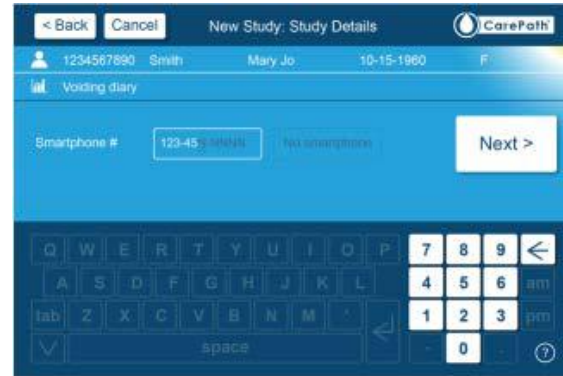 < Back Cancel New Study: Study Details CarePath
1234567890 Smith Mary Jo 10-15-1960 F
Voiding diary
Smartphone # 123-45 No smartphone Next >
Q W E R T Y U I O P 7 8 9
A S D F G H J K L 4 5 6 am
tab Z X C V B N M ' 1 2 3 pm
space - 0 . ?